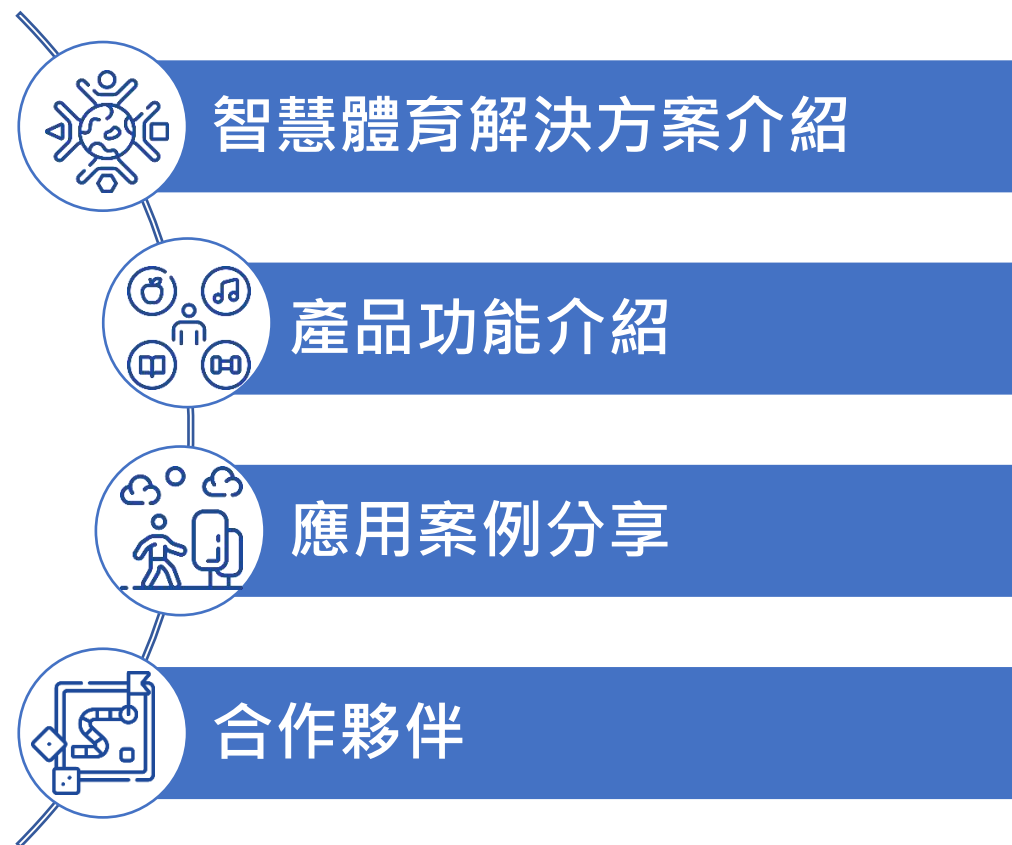 智慧體育解決方案介紹
產品功能介紹
應用案例分享
合作夥伴